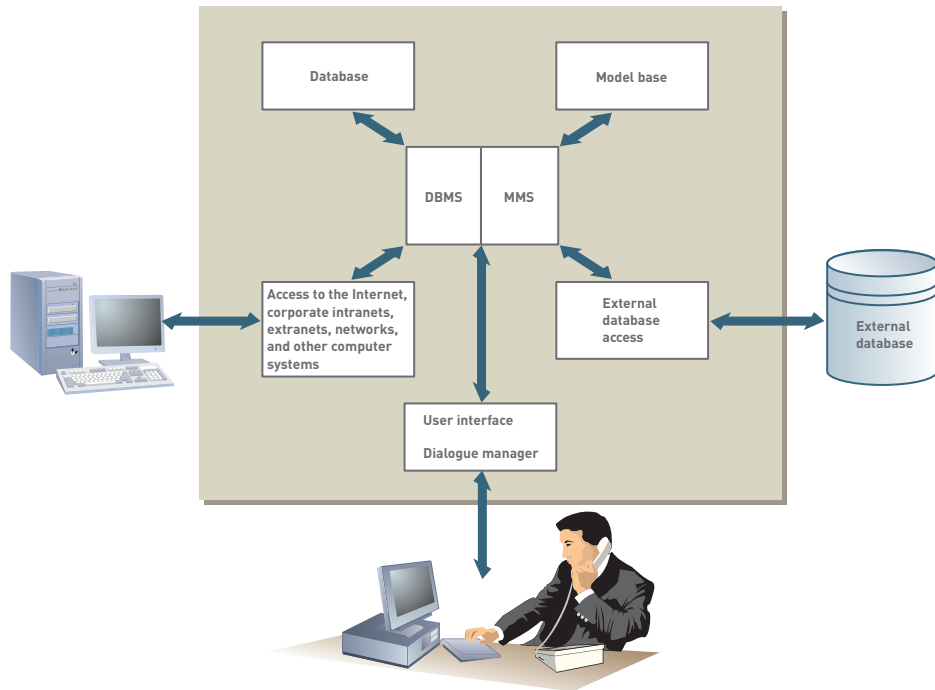 Database
Model base
DBMS
MMS
Access to the Internet,
corporate intranets,
extranets, networks,
and other computer
systems
External
database
access
External
database
User interface
Dialogue manager